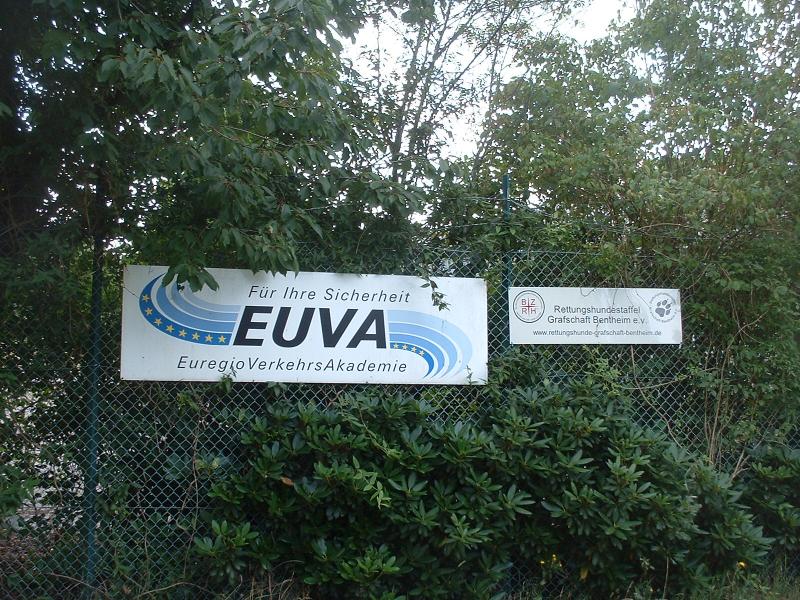 Für Ihre Sicherheit
EUVA
EuregioVerkehrsAkademie
BZ
RH
Rettungshundestaffel
Grafschaft Bentheim e.V.
www.rettungshunde-grafschaft-bentheim.de